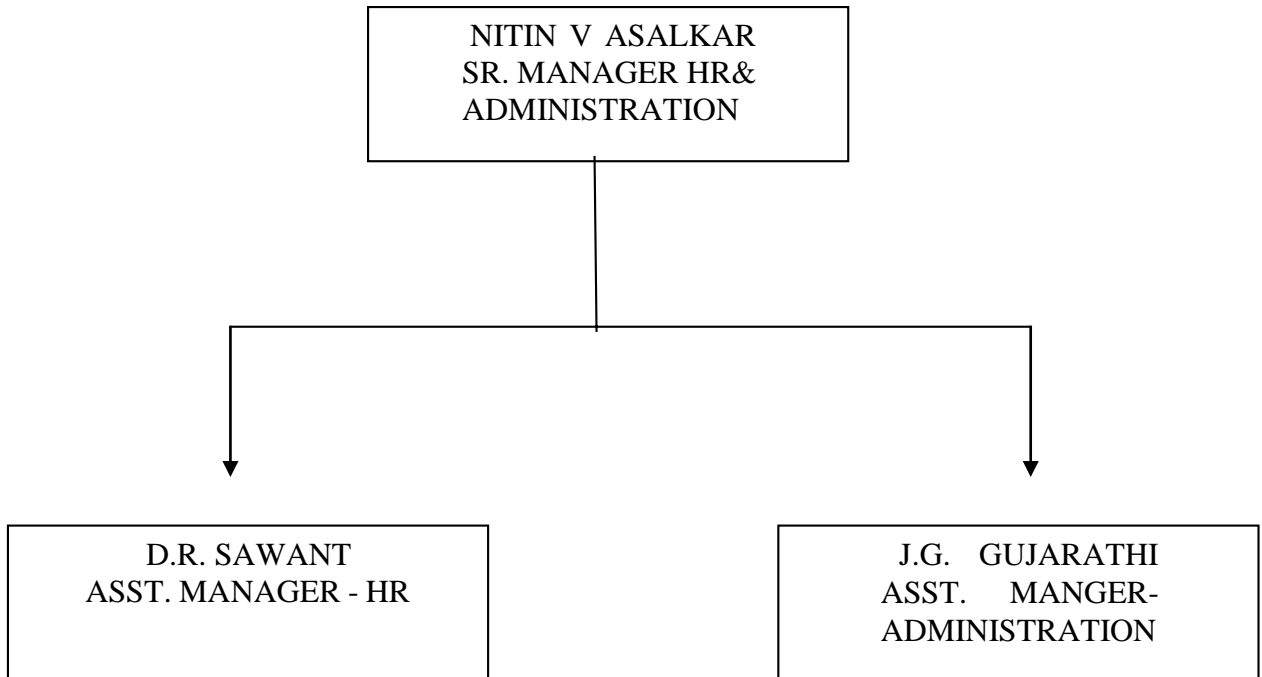 NITIN V ASALKAR
SR. MANAGER HR&
ADMINISTRATION
D.R. SAWANT
ASST. MANAGER - HR
J.G. GUJARATHI
ASST. MANGER-
ADMINISTRATION